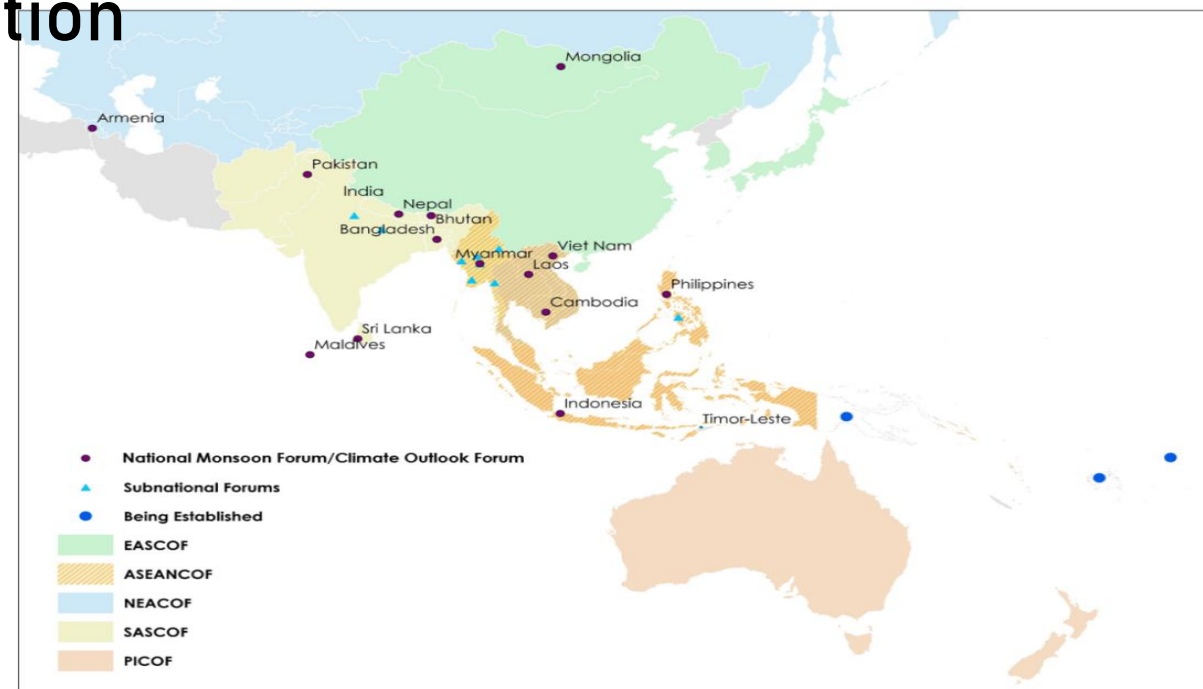 tion
Mongolia
Armenia
Pakistan
India
Nepal
Bhutan
Bangladesh
Myanmar
Viet Nam
Laos
Philippines
Cambodia
Sri Lanka
Maldives
Indonesia
Timor-Leste
National Monsoon Forum/Climate Outlook Forum
Subnational Forums
Being Established
EASCOF
ASEANCOF
NEACOF
SASCOF
PICOF